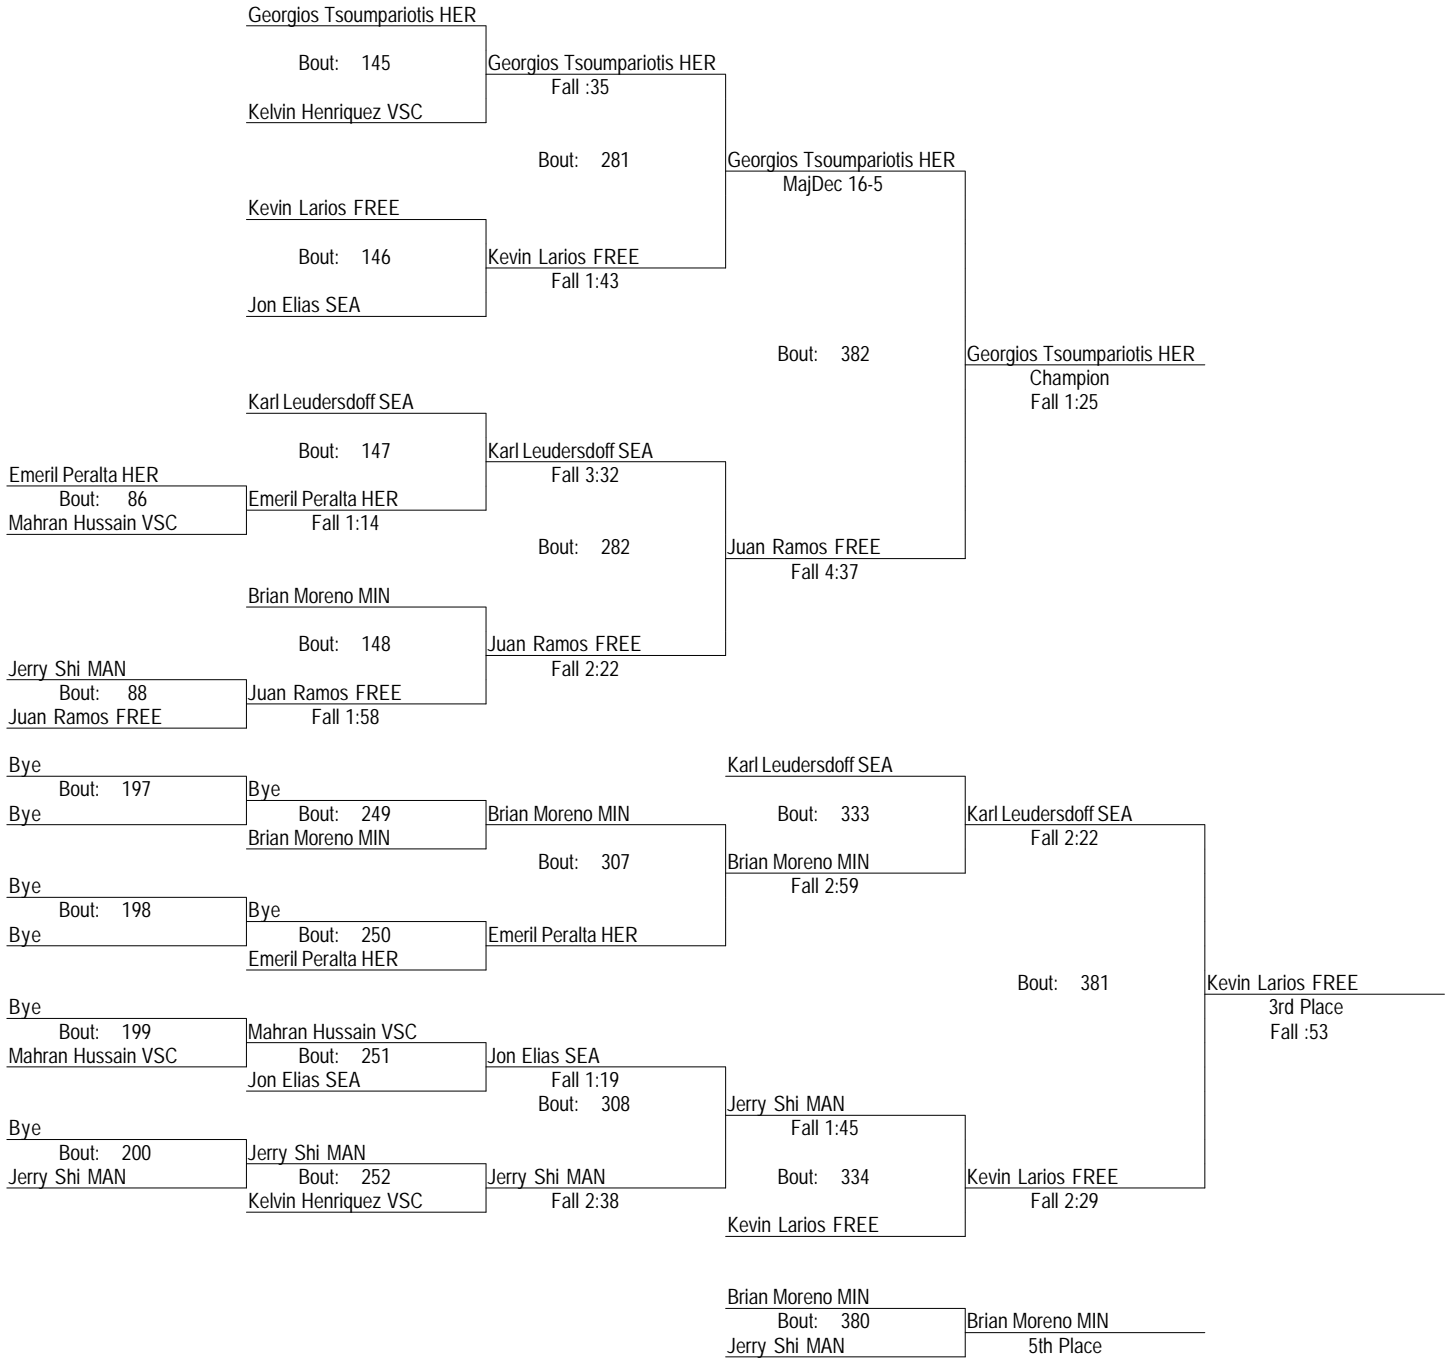 Georgios Tsoumpariotis HER
Bout: 145
Georgios Tsoumpariotis HER
Fall :35
Kelvin Henriquez VSC
Bout: 281
Georgios Tsoumpariotis HER
MajDec 16-5
Kevin Larios FREE
Bout: 146
Kevin Larios FREE
Fall 1:43
Jon Elias SEA
Bout: 382
Georgios Tsoumpariotis HER
Champion
Fall 1:25
Karl Leudersdoff SEA
Bout: 147
Karl Leudersdoff SEA
Fall 3:32
Emeril Peralta HER
Bout: 86
Emeril Peralta HER
Mahran Hussain VSC
Fall 1:14
Bout: 282
Juan Ramos FREE
Fall 4:37
Brian Moreno MIN
Bout: 148
Juan Ramos FREE
Fall 2:22
Jerry Shi MAN
Bout: 88
Juan Ramos FREE
Juan Ramos FREE
Fall 1:58
Bye
Bout: 197
Bye
Bye
Bout: 249
Brian Moreno MIN
Brian Moreno MIN
Karl Leudersdoff SEA
Bout: 333
Karl Leudersdoff SEA
Fall 2:22
Bout: 307
Brian Moreno MIN
Fall 2:59
Bye
Bout: 198
Bye
Bye
Bout: 250
Emeril Peralta HER
Emeril Peralta HER
Bout: 381
Kevin Larios FREE
3rd Place
Fall :53
Bye
Bout: 199
Mahran Hussain VSC
Mahran Hussain VSC
Bout: 251
Jon Elias SEA
Jon Elias SEA
Fall 1:19
Bout: 308
Jerry Shi MAN
Fall 1:45
Bye
Bout: 200
Jerry Shi MAN
Jerry Shi MAN
Bout: 252
Kelvin Henriquez VSC
Jerry Shi MAN
Fall 2:38
Bout: 334
Kevin Larios FREE
Fall 2:29
Kevin Larios FREE
Brian Moreno MIN
Bout: 380
Brian Moreno MIN
Jerry Shi MAN
5th Place